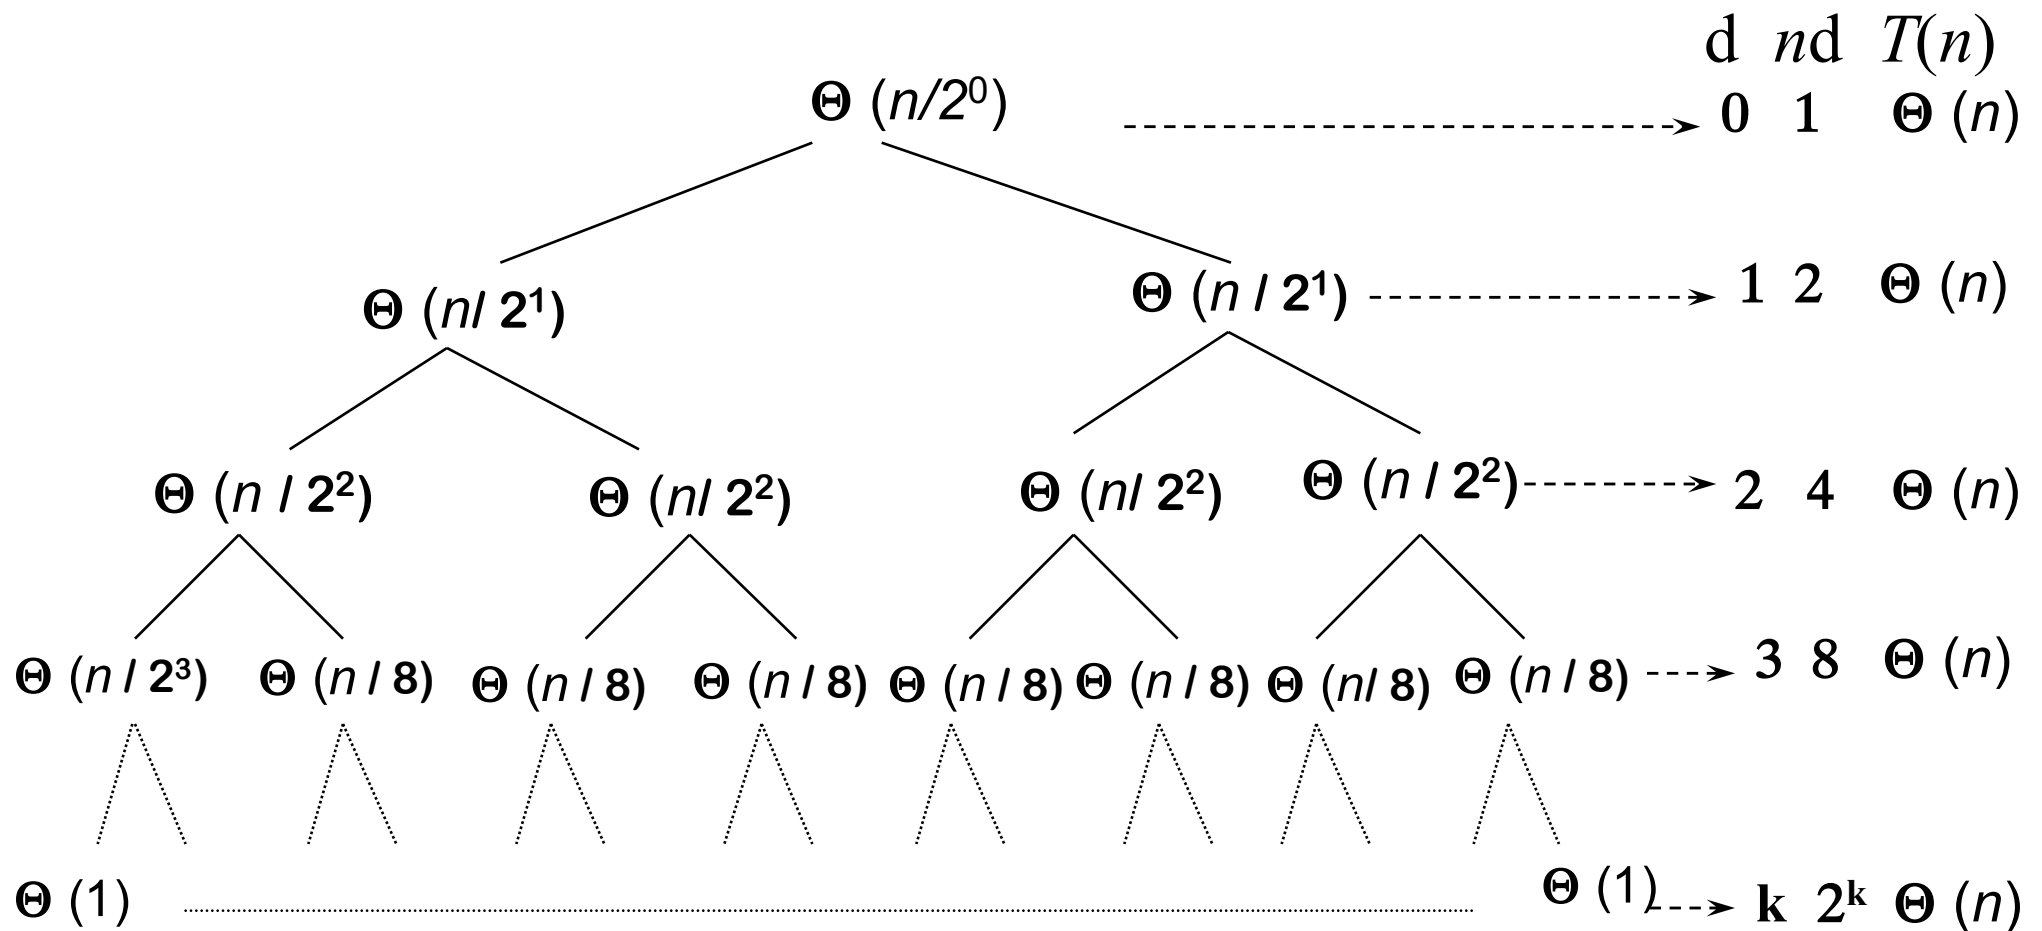 d nd T(n)
Θ (n/2⁰) 0 1 Θ (n)
Θ (n/ 2¹) Θ (n / 2¹) 1 2 Θ (n)
Θ (n / 2²) Θ (n/ 2²) Θ (n/ 2²) Θ (n / 2²) 2 4 Θ (n)
Θ (n / 2³) Θ (n / 8) Θ (n / 8) Θ (n / 8) Θ (n / 8) Θ (n / 8) Θ (n/ 8) Θ (n / 8) 3 8 Θ (n)
Θ (1) Θ (1) k 2ᵏ Θ (n)